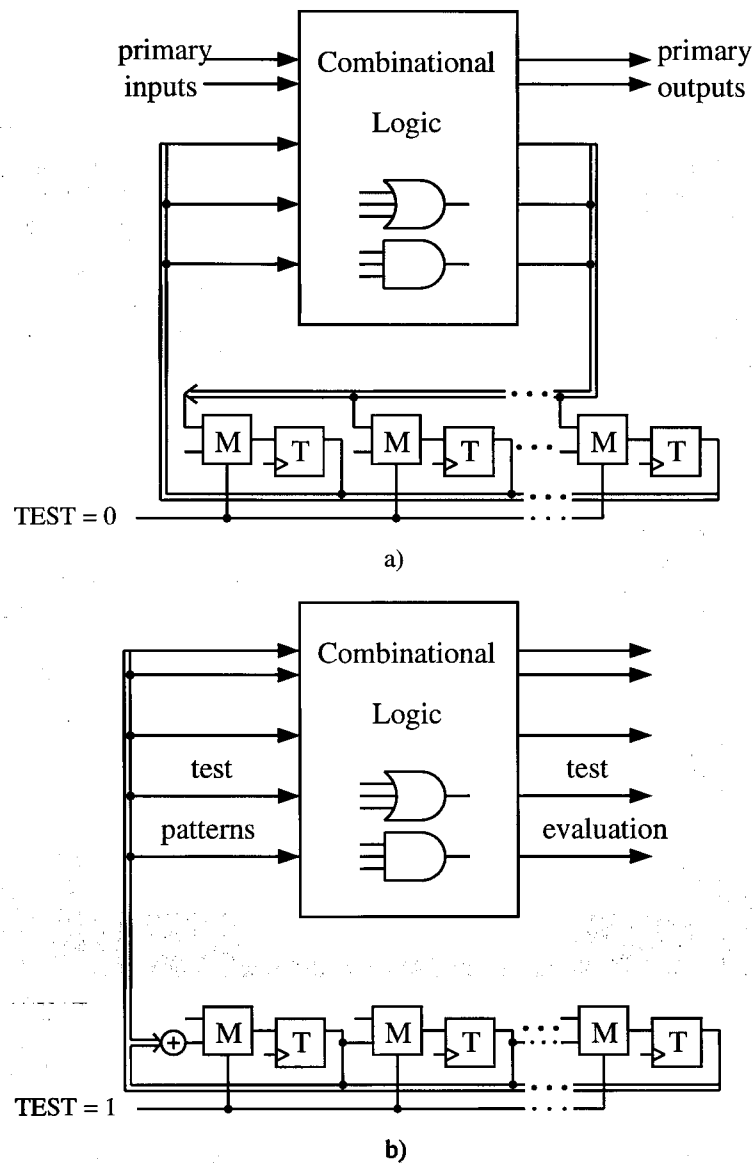 primary
inputs
Combinational
Logic
primary
outputs
M
T
M
T
M
T
TEST = 0
a)
Combinational
Logic
test
patterns
test
evaluation
+
M
T
M
T
M
T
TEST = 1
b)